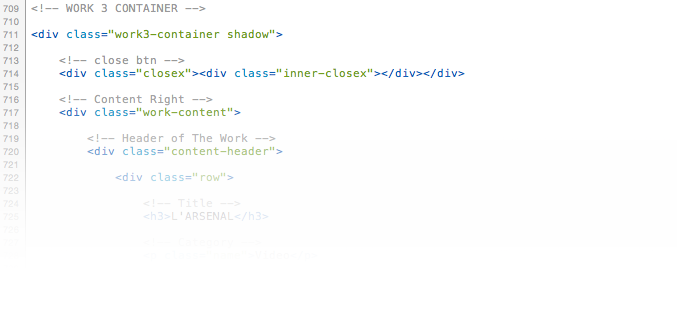 709 <!-- WORK 3 CONTAINER -->
710
711 <div class="work3-container shadow">
712
713 <!-- close btn -->
714 <div class="closex"><div class="inner-closex"></div></div>
715
716 <!-- Content Right -->
717 <div class="work-content">
718
719 <!-- Header of The Work -->
720 <div class="content-header">
721
722 <div class="row">
723
724 <!-- Title -->
725 <h3>L'ARSENAL</h3>